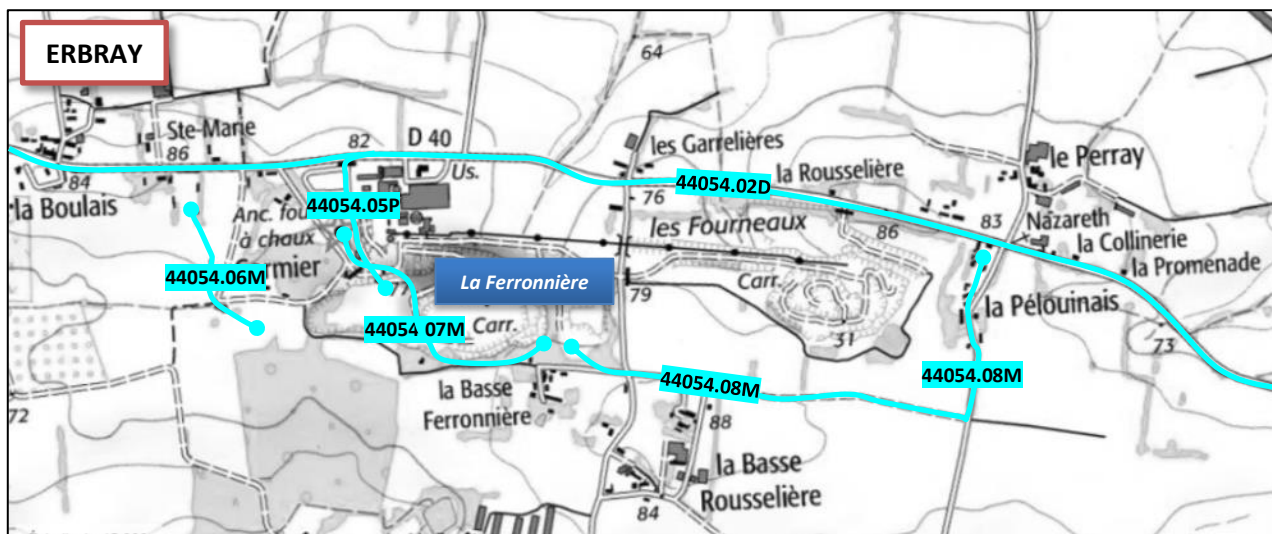 ERBRAY
64
Ste-Marie
86
82
D 40
Us.
les Garrelières
le Perray
84
la Boulais
44054.05P
44054.02D
la Rousselière
76
Anc. fou
à chaux
les Fourneaux
86
83
Nazareth
la Collinerie
la Promenade
44054.06M
La Ferronnière
79
Carr.
la Pélouinais
44054.07M
Carr.
31
73
44054.08M
44054.08M
72
la Basse
Ferronnière
88
la Basse
Rousselière
84